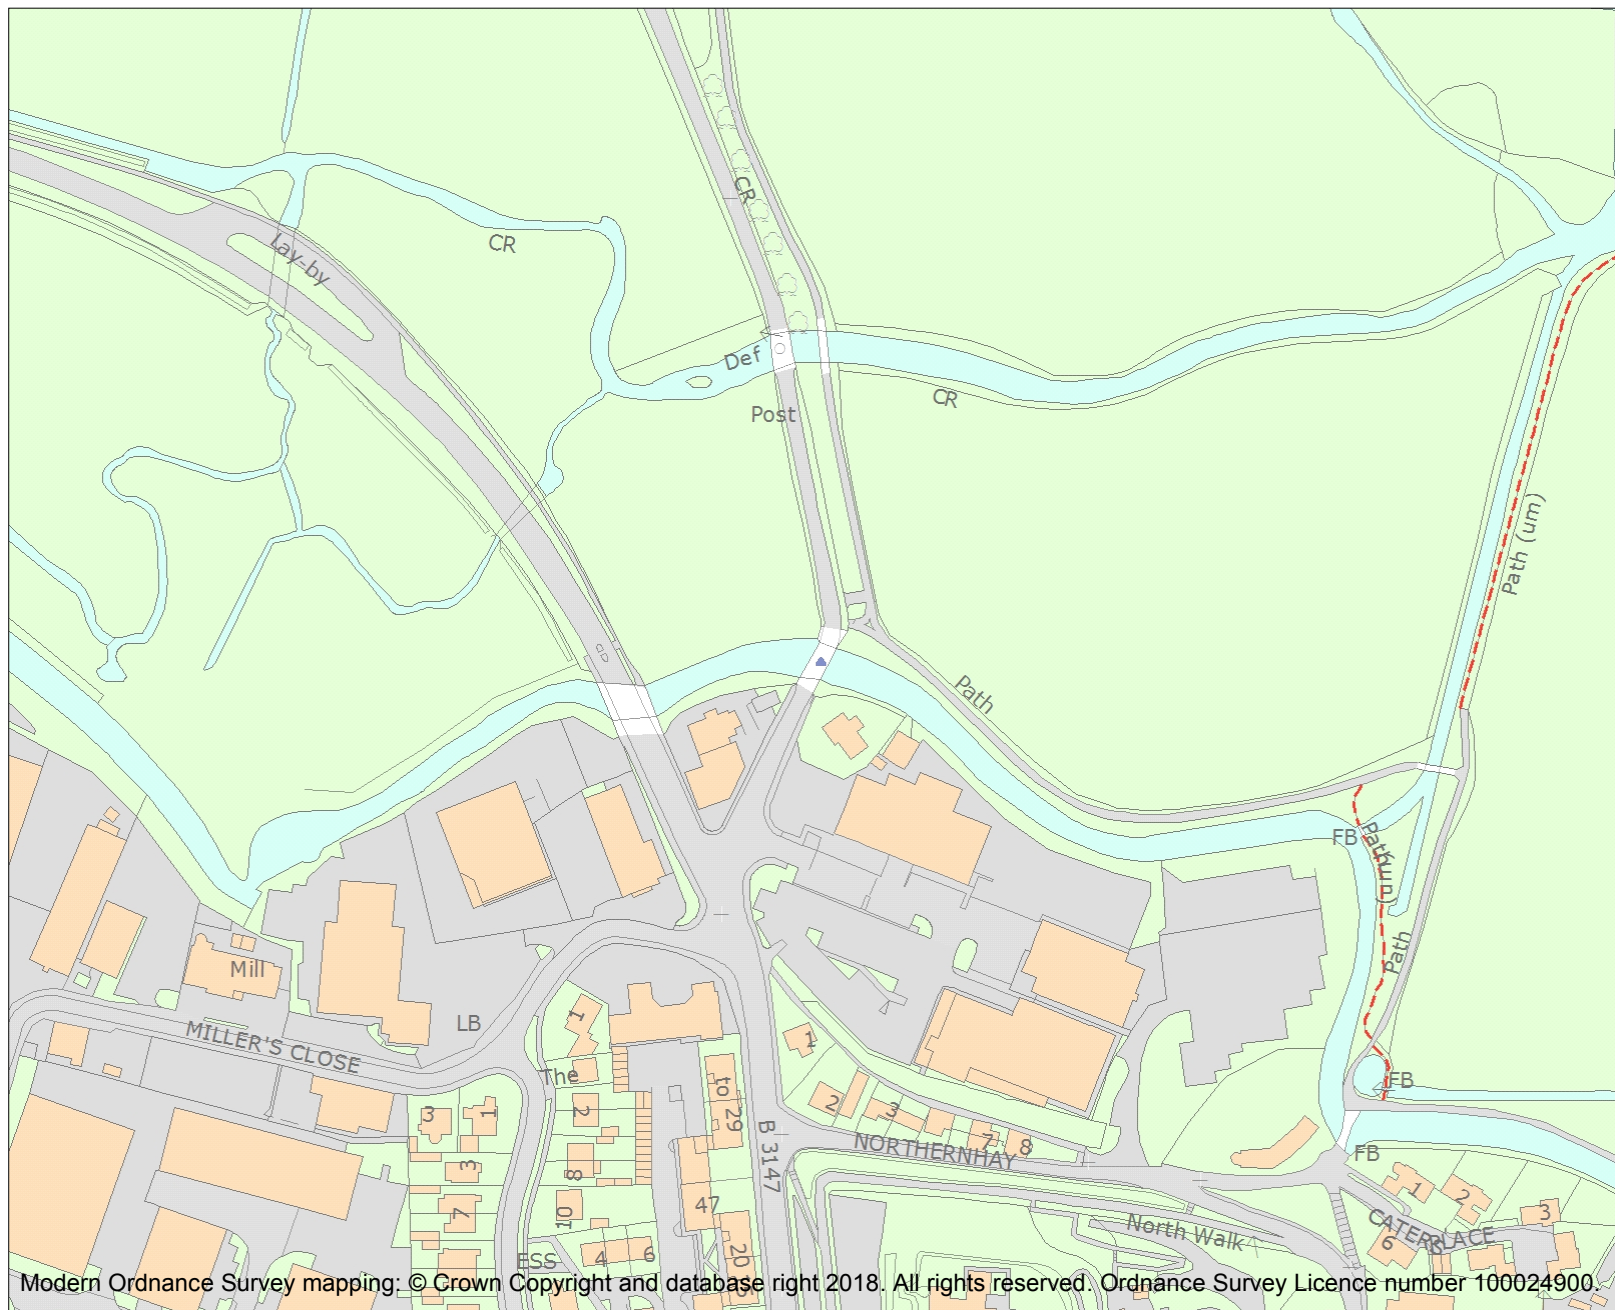 CR
Lay-by
CR
Def
Post
CR
Path (um)
Path
FB
Path
(um)
Path
Mill
LB
MILLER'S CLOSE
1
The
1
FB
3
1
2
to 29
2
3
7
8
B 3147
NORTHERNHAY
FB
3
8
7
10
47
1
2
3
North Walk
CATERS
PLACE
6
ESS
4
6
20
Modern Ordnance Survey mapping: © Crown Copyright and database right 2018. All rights reserved. Ordnance Survey Licence number 100024900.